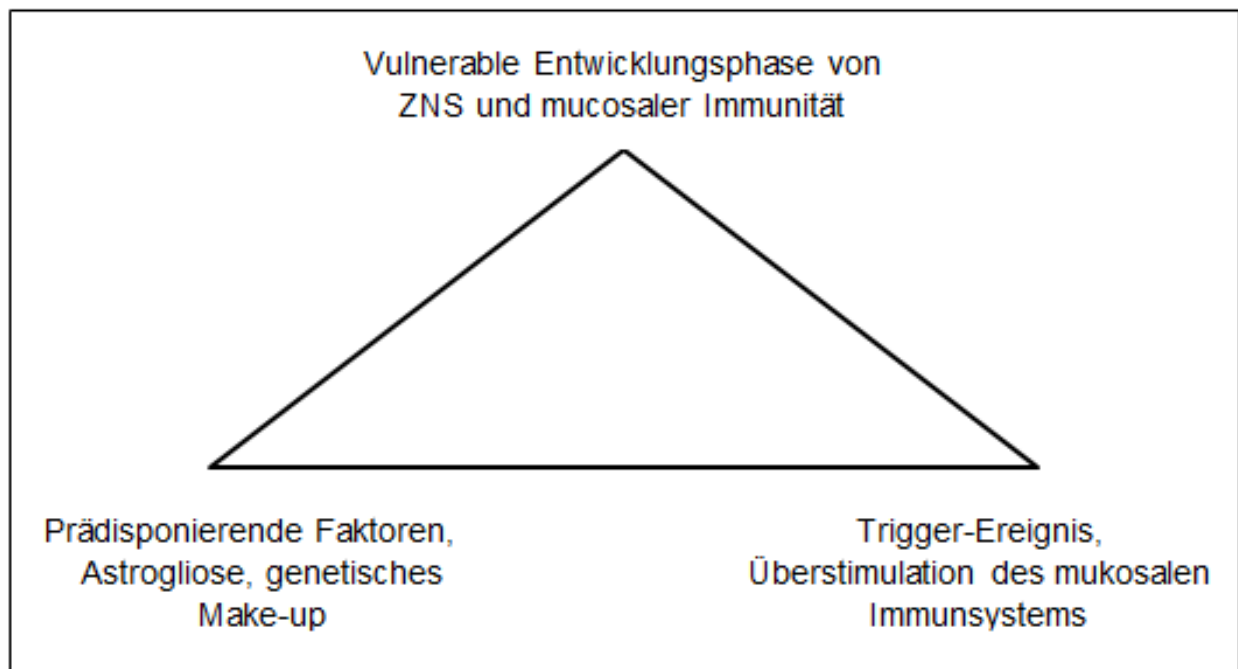 Vulnerable Entwicklungsphase von
ZNS und mucosaler Immunität
Prädisponierende Faktoren,
Astrogliose, genetisches
Make-up
Trigger-Ereignis,
Überstimulation des mukosalen
Immunsystems